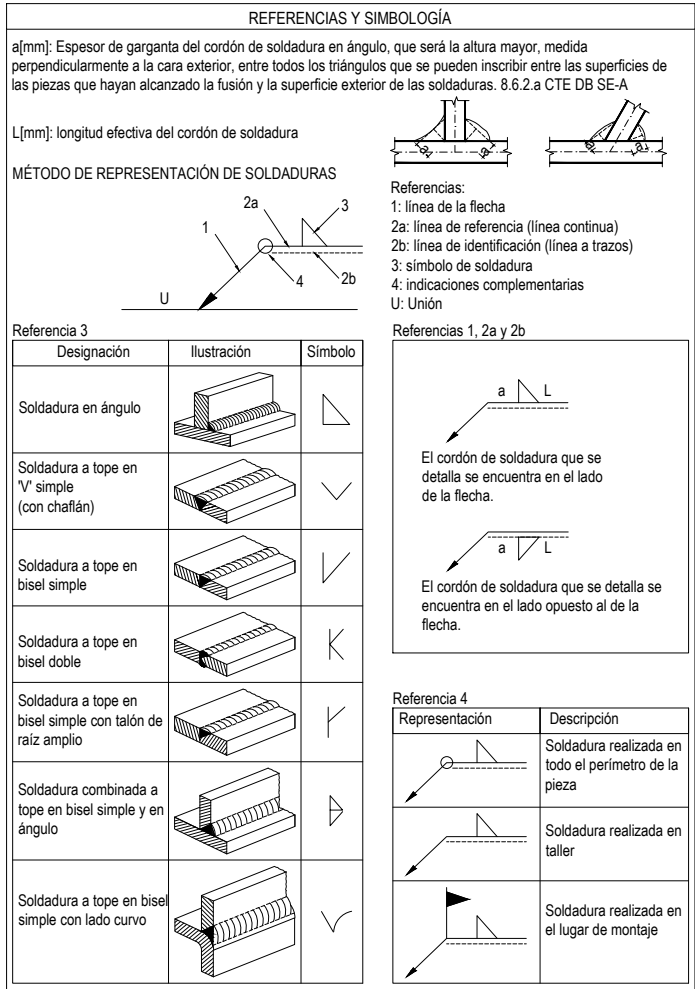 REFERENCIAS Y SIMBOLOGÍA
a[mm]: Espesor de garganta del cordón de soldadura en ángulo, que será la altura mayor, medida
perpendicularmente a la cara exterior, entre todos los triángulos que se pueden inscribir entre las superficies de
las piezas que hayan alcanzado la fusión y la superficie exterior de las soldaduras. 8.6.2.a CTE DB SE-A
L[mm]: longitud efectiva del cordón de soldadura
a a a a
MÉTODO DE REPRESENTACIÓN DE SOLDADURAS
2a
3
1
4
2b
U
Referencias:
1: línea de la flecha
2a: línea de referencia (línea continua)
2b: línea de identificación (línea a trazos)
3: símbolo de soldadura
4: indicaciones complementarias
U: Unión
Referencia 3
Designación Ilustración Símbolo
Soldadura en ángulo
Soldadura a tope en
'V' simple
(con chaflán)
Soldadura a tope en
bisel simple
Soldadura a tope en
bisel doble
Soldadura a tope en
bisel simple con talón de
raíz amplio
Soldadura combinada a
tope en bisel simple y en
ángulo
Soldadura a tope en bisel
simple con lado curvo
Referencias 1, 2a y 2b
a L
El cordón de soldadura que se
detalla se encuentra en el lado
de la flecha.
a L
El cordón de soldadura que se detalla se
encuentra en el lado opuesto al de la
flecha.
Referencia 4
Representación Descripción
Soldadura realizada en
todo el perímetro de la
pieza
Soldadura realizada en
taller
Soldadura realizada en
el lugar de montaje